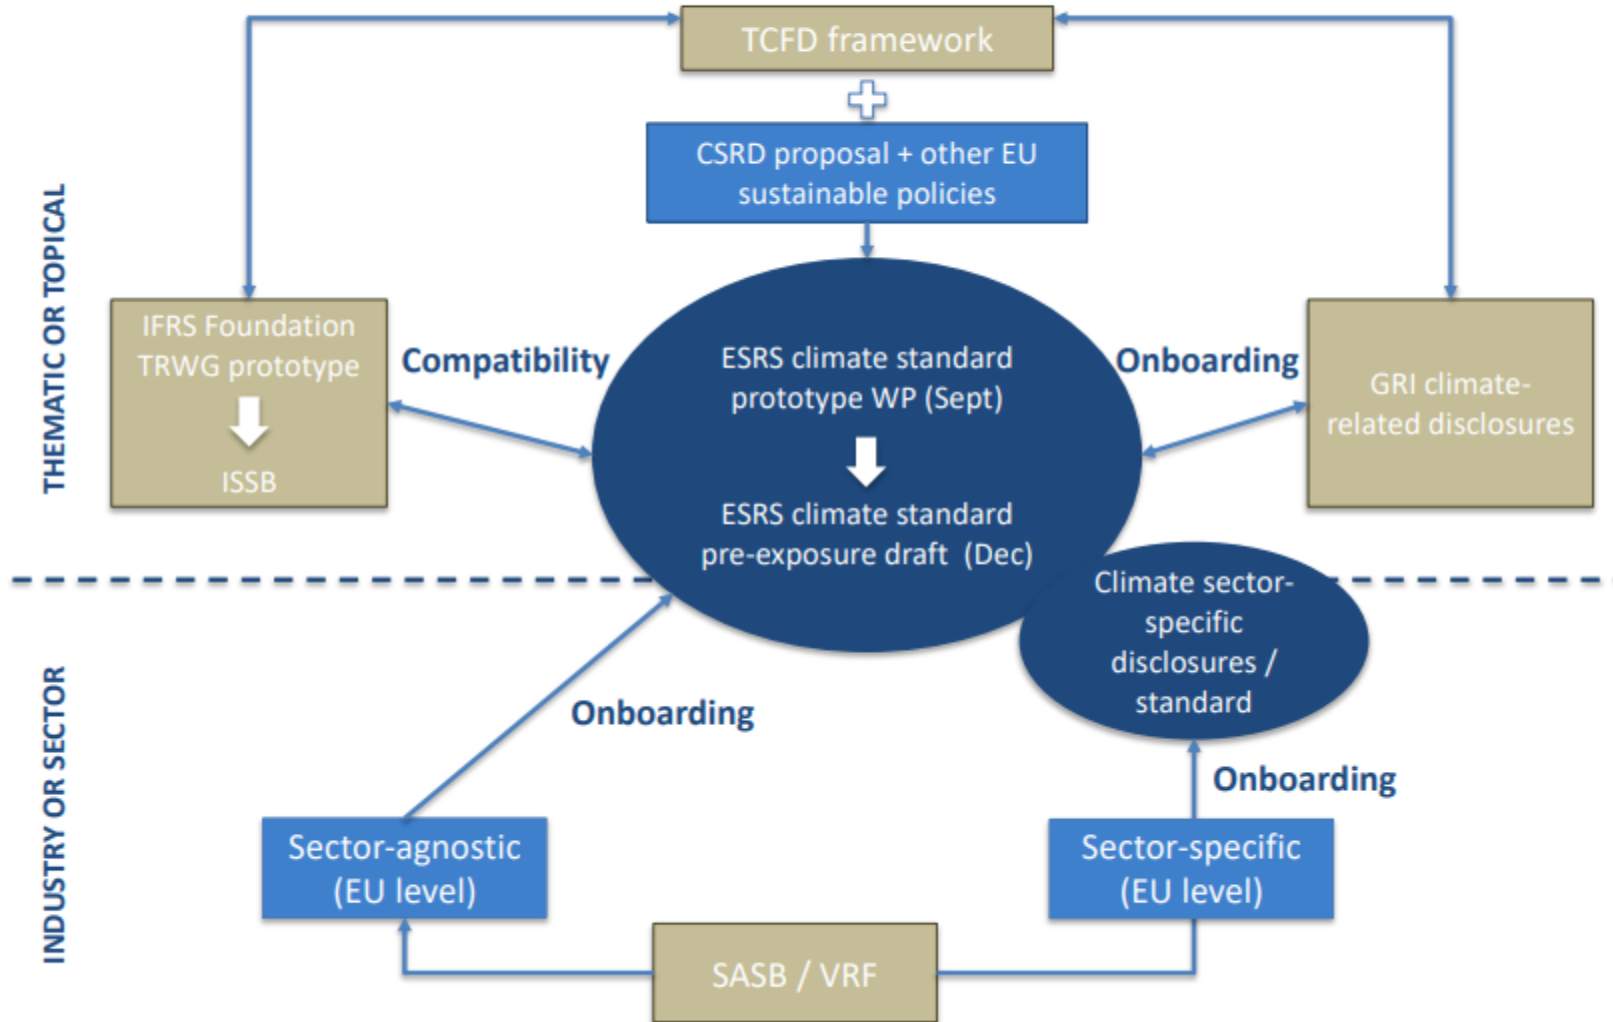 TCFD framework
CSRD proposal + other EU
sustainable policies
THEMATIC OR TOPICAL
IFRS Foundation
TRWG prototype
ISSB
Compatibility
ESRS climate standard
prototype WP (Sept)
ESRS climate standard
pre-exposure draft (Dec)
Onboarding
GRI climate-
related disclosures
Climate sector-
specific
disclosures /
standard
INDUSTRY OR SECTOR
Onboarding
Onboarding
Sector-agnostic
(EU level)
Sector-specific
(EU level)
SASB / VRF